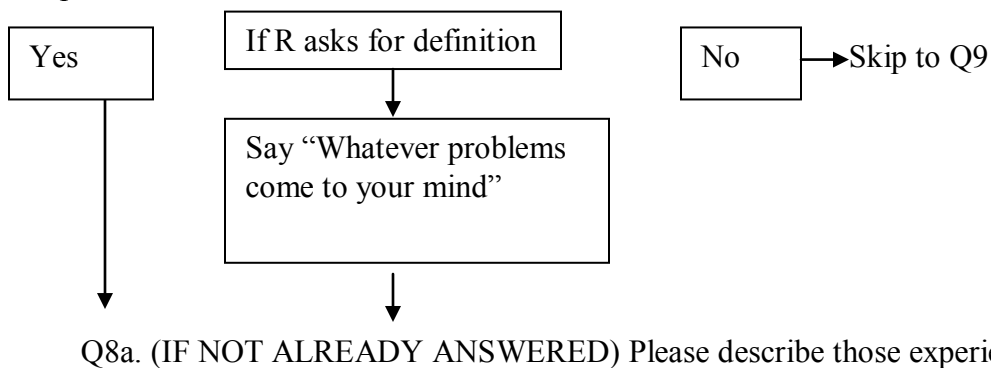 Yes
If R asks for definition
No
Skip to Q9
Say “Whatever problems
come to your mind”
Q8a. (IF NOT ALREADY ANSWERED) Please describe those